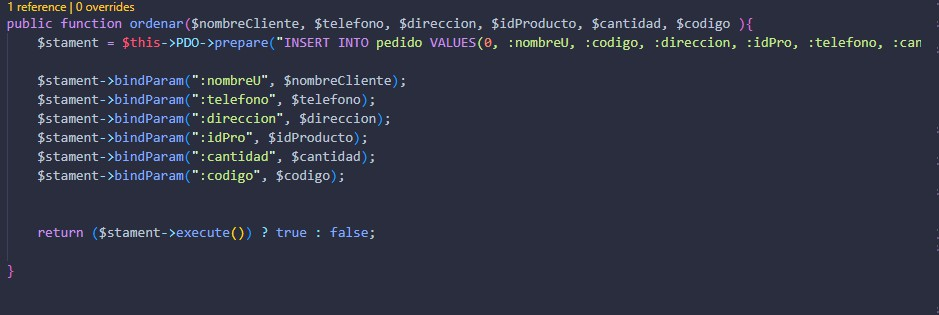 1 reference | 0 overrides
public function ordenar($nombreCliente, $telefono, $direccion, $idProducto, $cantidad, $codigo ){
$stament = $this->PDO->prepare("INSERT INTO pedido VALUES(0, :nombreU, :codigo, :direccion, :idPro, :telefono, :can
$stament->bindParam(":nombreU", $nombreCliente);
$stament->bindParam(":telefono", $telefono);
$stament->bindParam(":direccion", $direccion);
$stament->bindParam(":idPro", $idProducto);
$stament->bindParam(":cantidad", $cantidad);
$stament->bindParam(":codigo", $codigo);
return ($stament->execute()) ? true : false;
}